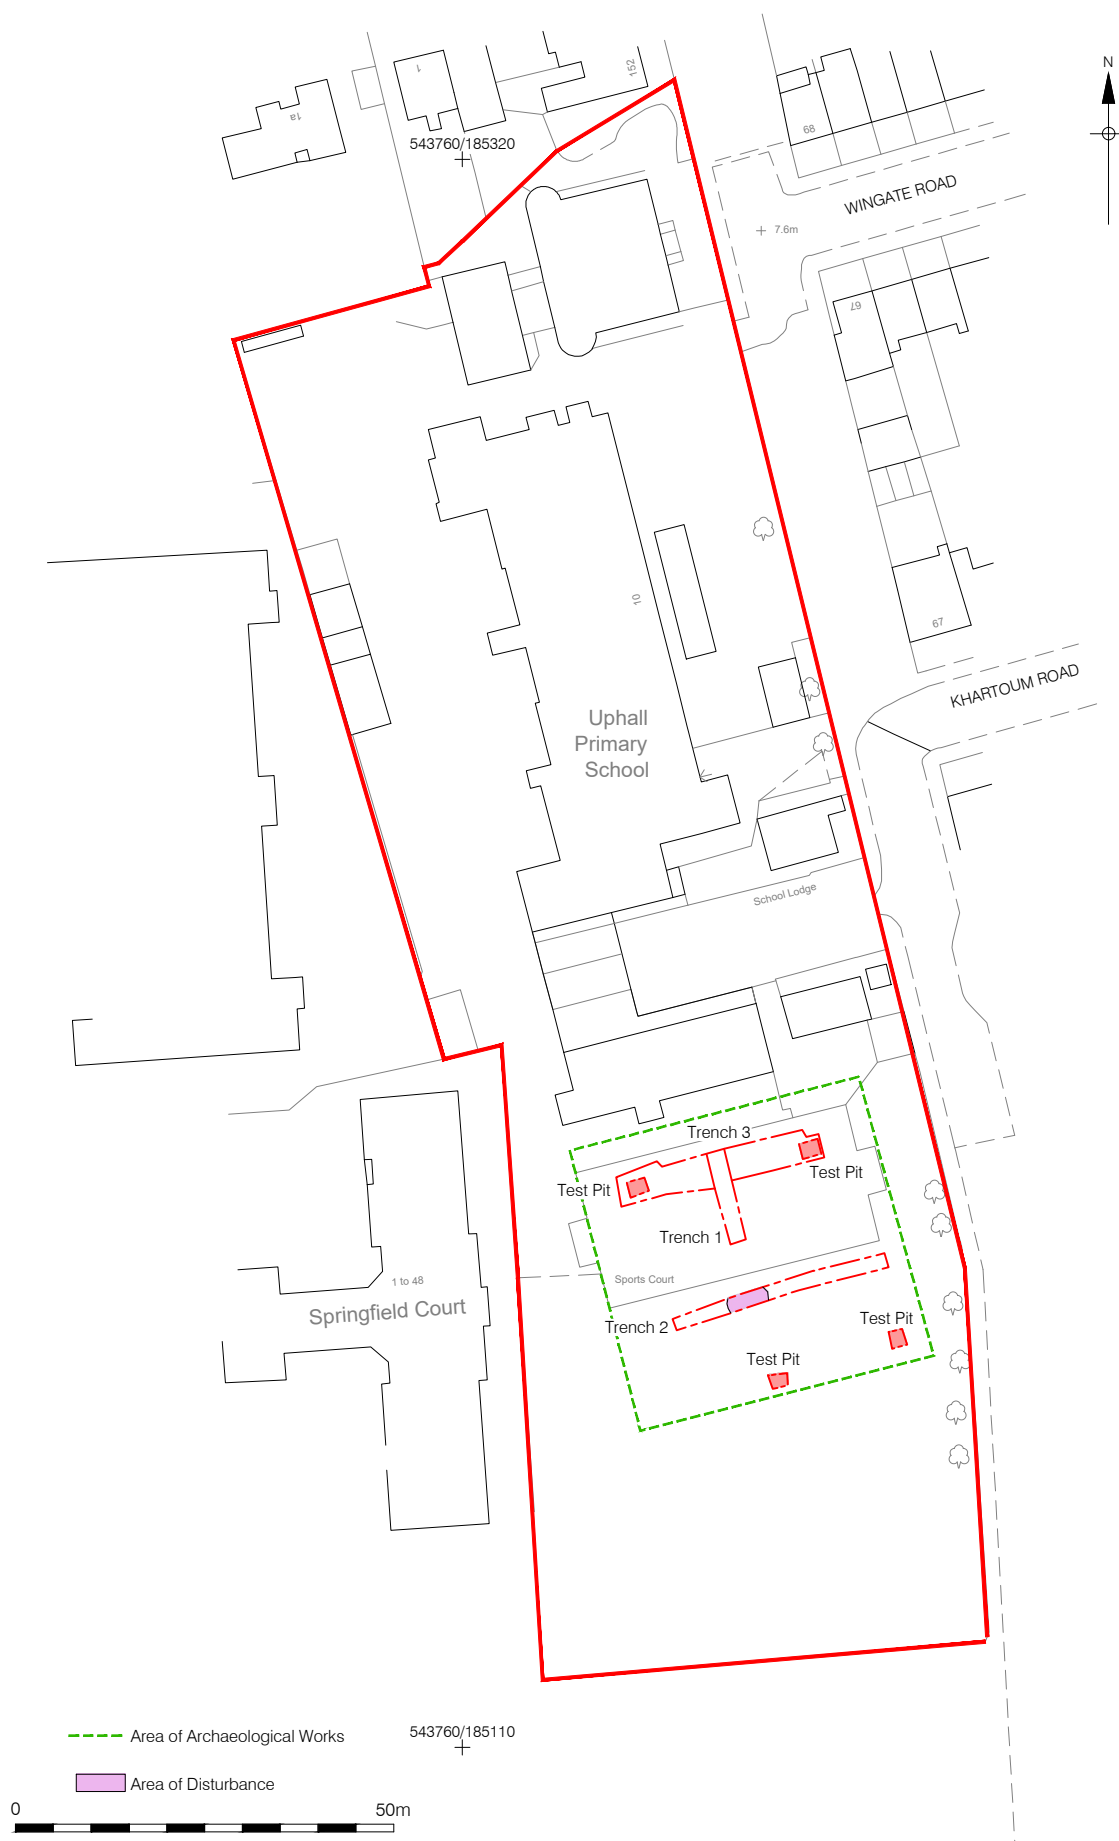 152
1
1a
N
543760/185320
68
WINGATE ROAD
7.6m
67
10
67
KHARTOUM ROAD
Uphall
Primary
School
School Lodge
Trench 3
Test Pit
Test Pit
Trench 1
Sports Court
1 to 48
Springfield Court
Trench 2
Test Pit
Test Pit
543760/185110
Area of Archaeological Works
Area of Disturbance
0
50m